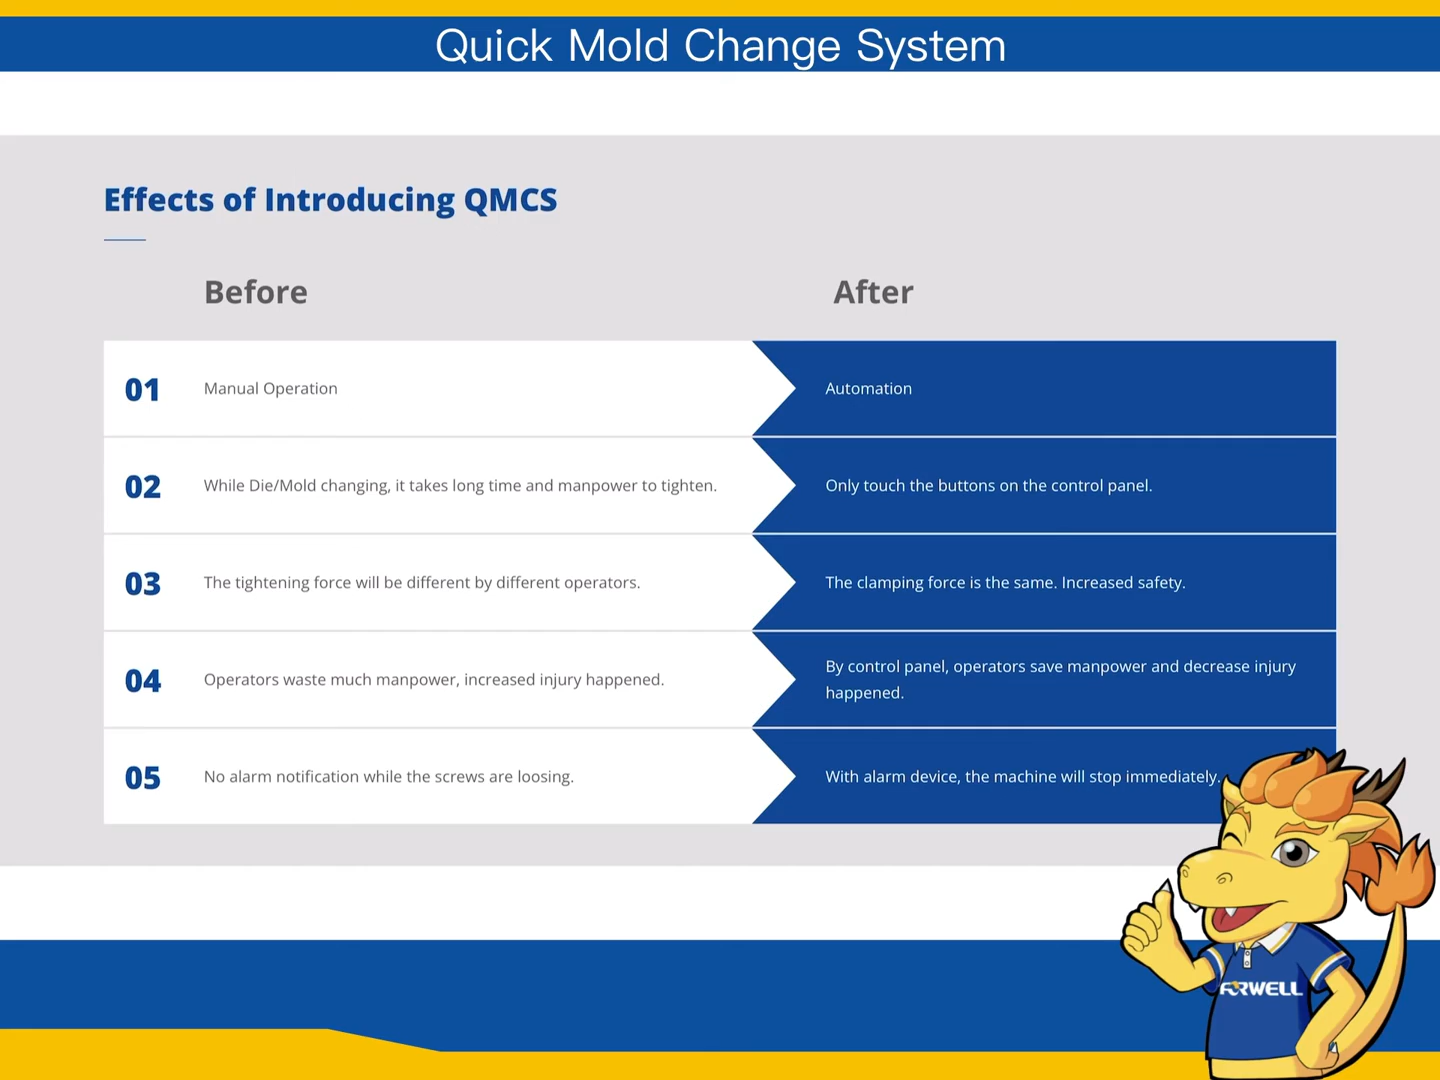 Quick Mold Change System
Effects of Introducing QMCS
Before
After
01
Manual Operation
Automation
02
While Die/Mold changing, it takes long time and manpower to tighten.
Only touch the buttons on the control panel.
03
The tightening force will be different by different operators.
The clamping force is the same. Increased safety.
04
Operators waste much manpower, increased injury happened.
By control panel, operators save manpower and decrease injury
happened.
05
No alarm notification while the screws are loosing.
With alarm device, the machine will stop immediately.
FORWELL